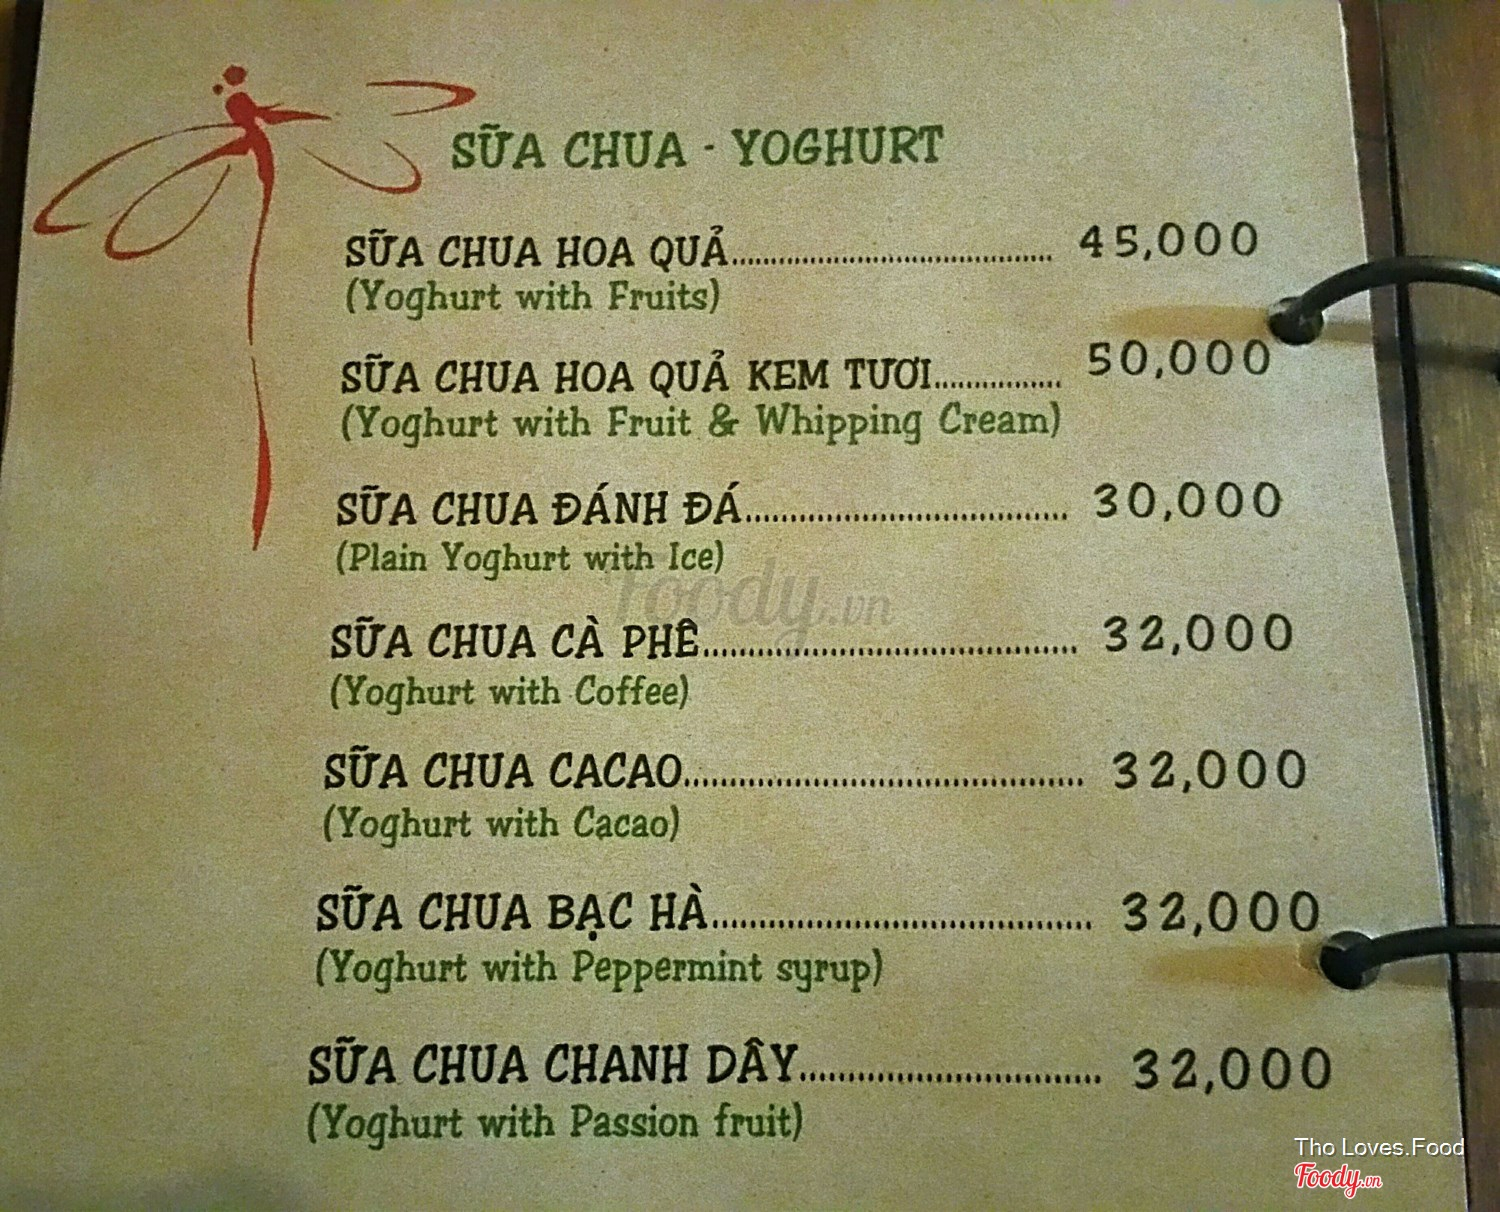 SỮA CHUA - YOGHURT
SỮA CHUA HOA QUẢ........................................ 45,000
(Yoghurt with Fruits)
SỮA CHUA HOA QUẢ KEM TƯƠI................ 50,000
(Yoghurt with Fruit & Whipping Cream)
SỮA CHUA ĐÁNH ĐÁ........................................ 30,000
(Plain Yoghurt with Ice)
foody.vn
SỮA CHUA CÀ PHÊ........................................ 32,000
(Yoghurt with Coffee)
SỮA CHUA CACAO........................................ 32,000
(Yoghurt with Cacao)
SỮA CHUA BẠC HÀ........................................ 32,000
(Yoghurt with Peppermint syrup)
SỮA CHUA CHANH DÂY................................ 32,000
(Yoghurt with Passion fruit)
Tho Loves.Food
Foody.vn